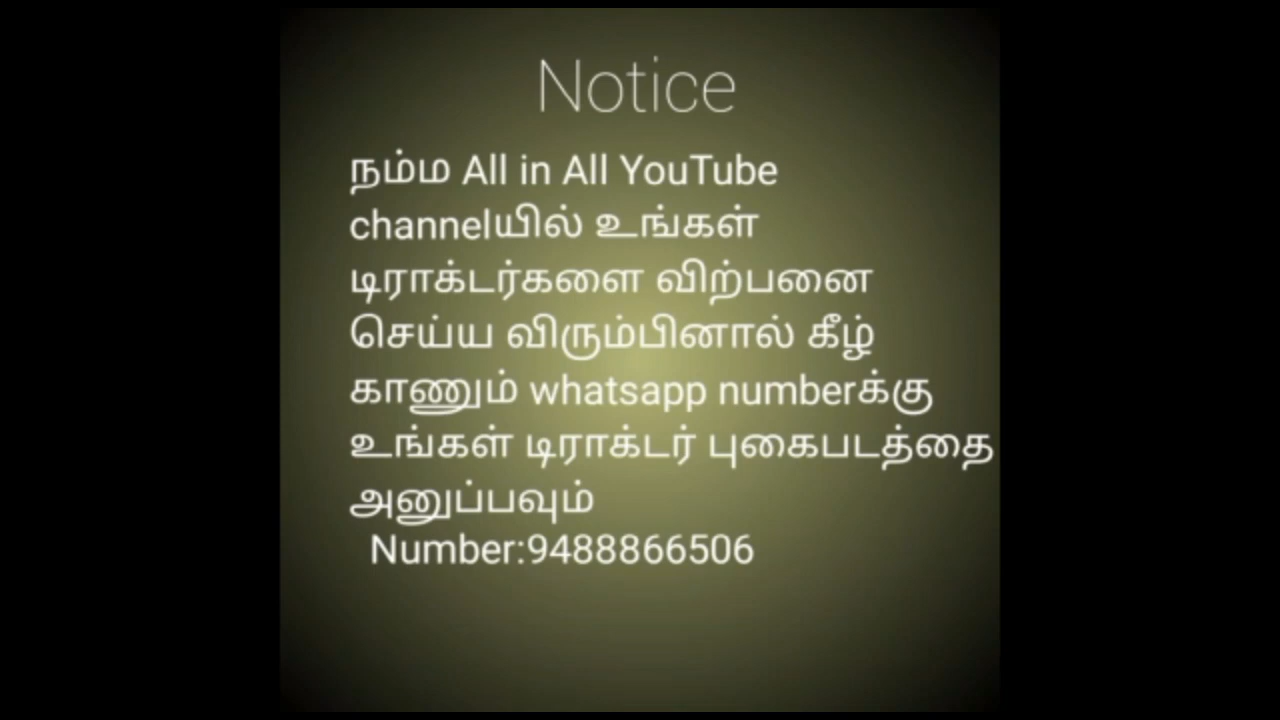 Notice
நம்ம All in All YouTube
channelயில் உங்கள்
டிராக்டர்களை விற்பனை
செய்ய விரும்பினால் கீழ்
காணும் whatsapp numberக்கு
உங்கள் டிராக்டர் புகைபடத்தை
அனுப்பவும்
Number:9488866506